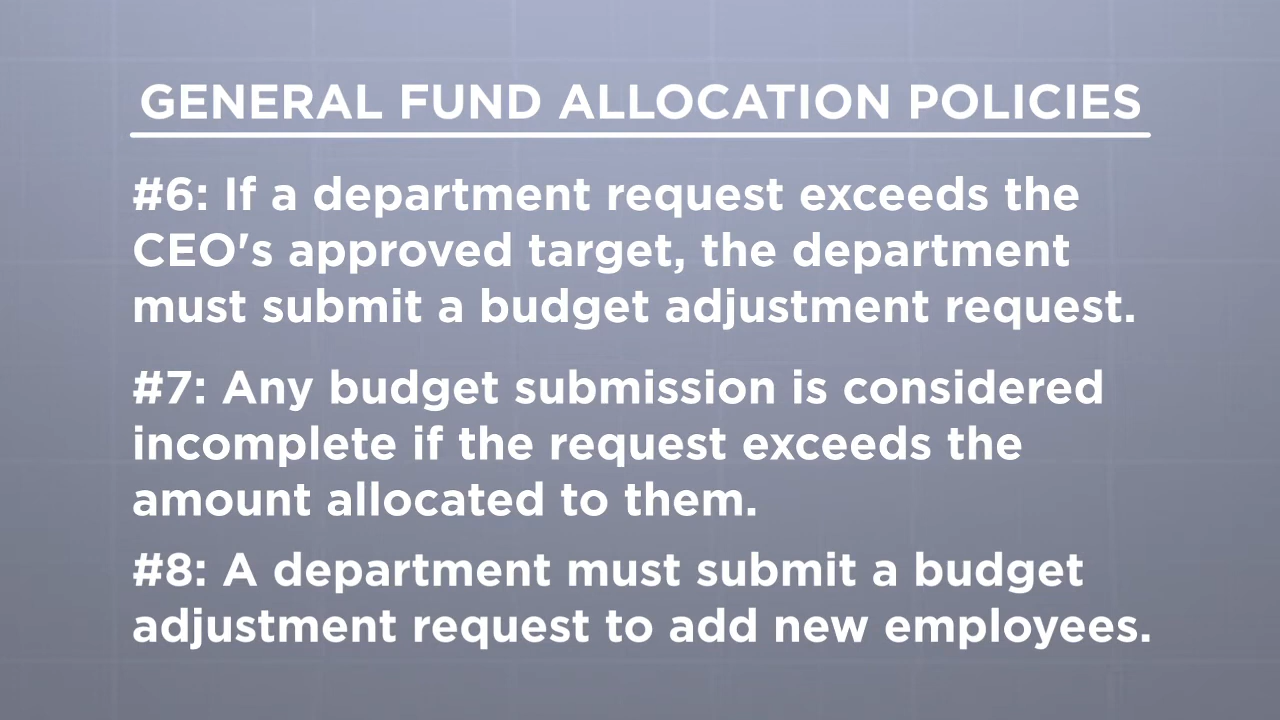 GENERAL FUND ALLOCATION POLICIES
#6: If a department request exceeds the
CEO's approved target, the department
must submit a budget adjustment request.
#7: Any budget submission is considered
incomplete if the request exceeds the
amount allocated to them.
#8: A department must submit a budget
adjustment request to add new employees.